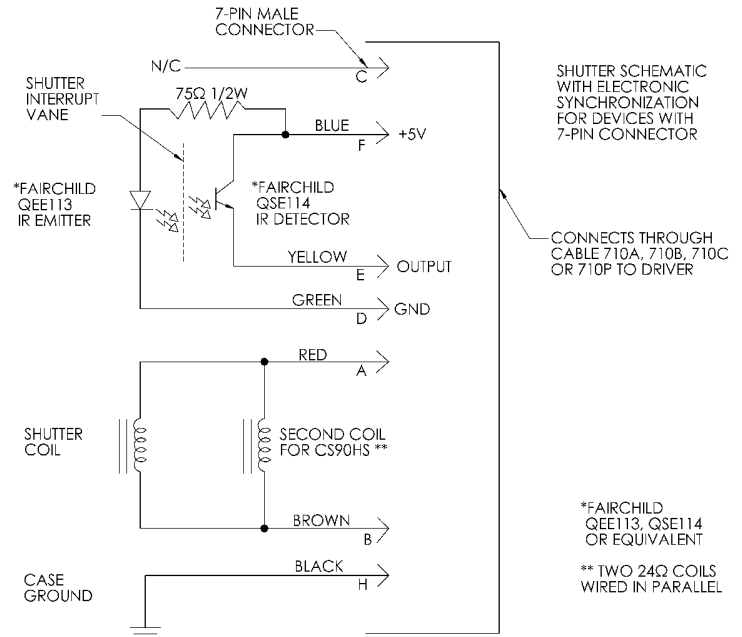 7-PIN MALE
CONNECTOR
N/C
C
SHUTTER
INTERRUPT
VANE
75Ω 1/2W
BLUE
F
+5V
*FAIRCHILD
QEE113
IR EMITTER
*FAIRCHILD
QSE114
IR DETECTOR
YELLOW
E
OUTPUT
GREEN
D
GND
RED
A
SHUTTER
COIL
SECOND COIL
FOR CS90HS **
BROWN
B
BLACK
H
CASE
GROUND
SHUTTER SCHEMATIC
WITH ELECTRONIC
SYNCHRONIZATION
FOR DEVICES WITH
7-PIN CONNECTOR
CONNECTS THROUGH
CABLE 710A, 710B, 710C
OR 710P TO DRIVER
*FAIRCHILD
QEE113, QSE114
OR EQUIVALENT
** TWO 24Ω COILS
WIRED IN PARALLEL